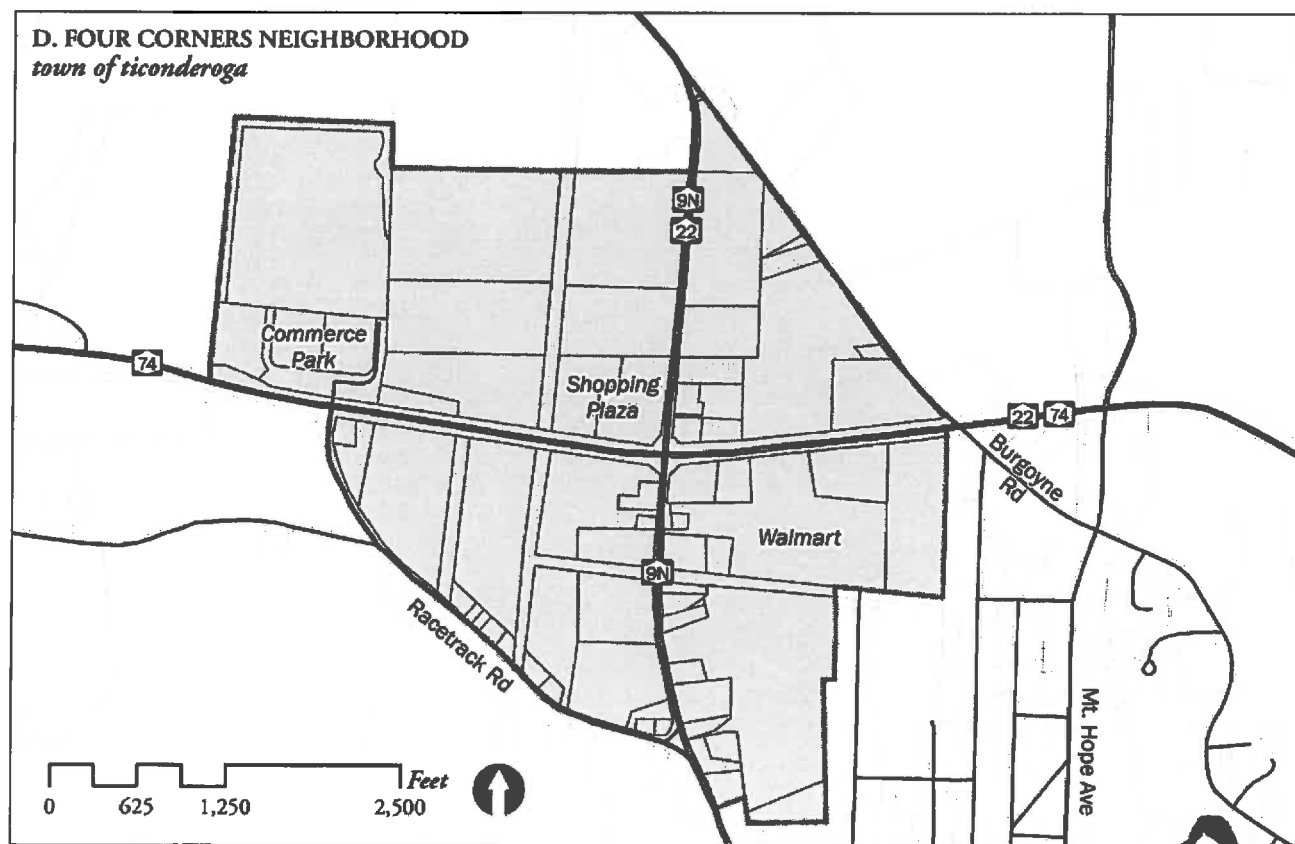 D. FOUR CORNERS NEIGHBORHOOD
town of ticonderoga
9N
22
Commerce
Park
74
Shopping
Plaza
22
74
Burgoyne
Rd
Walmart
9N
Racetrack Rd
Mt. Hope Ave
Feet
0
625
1,250
2,500